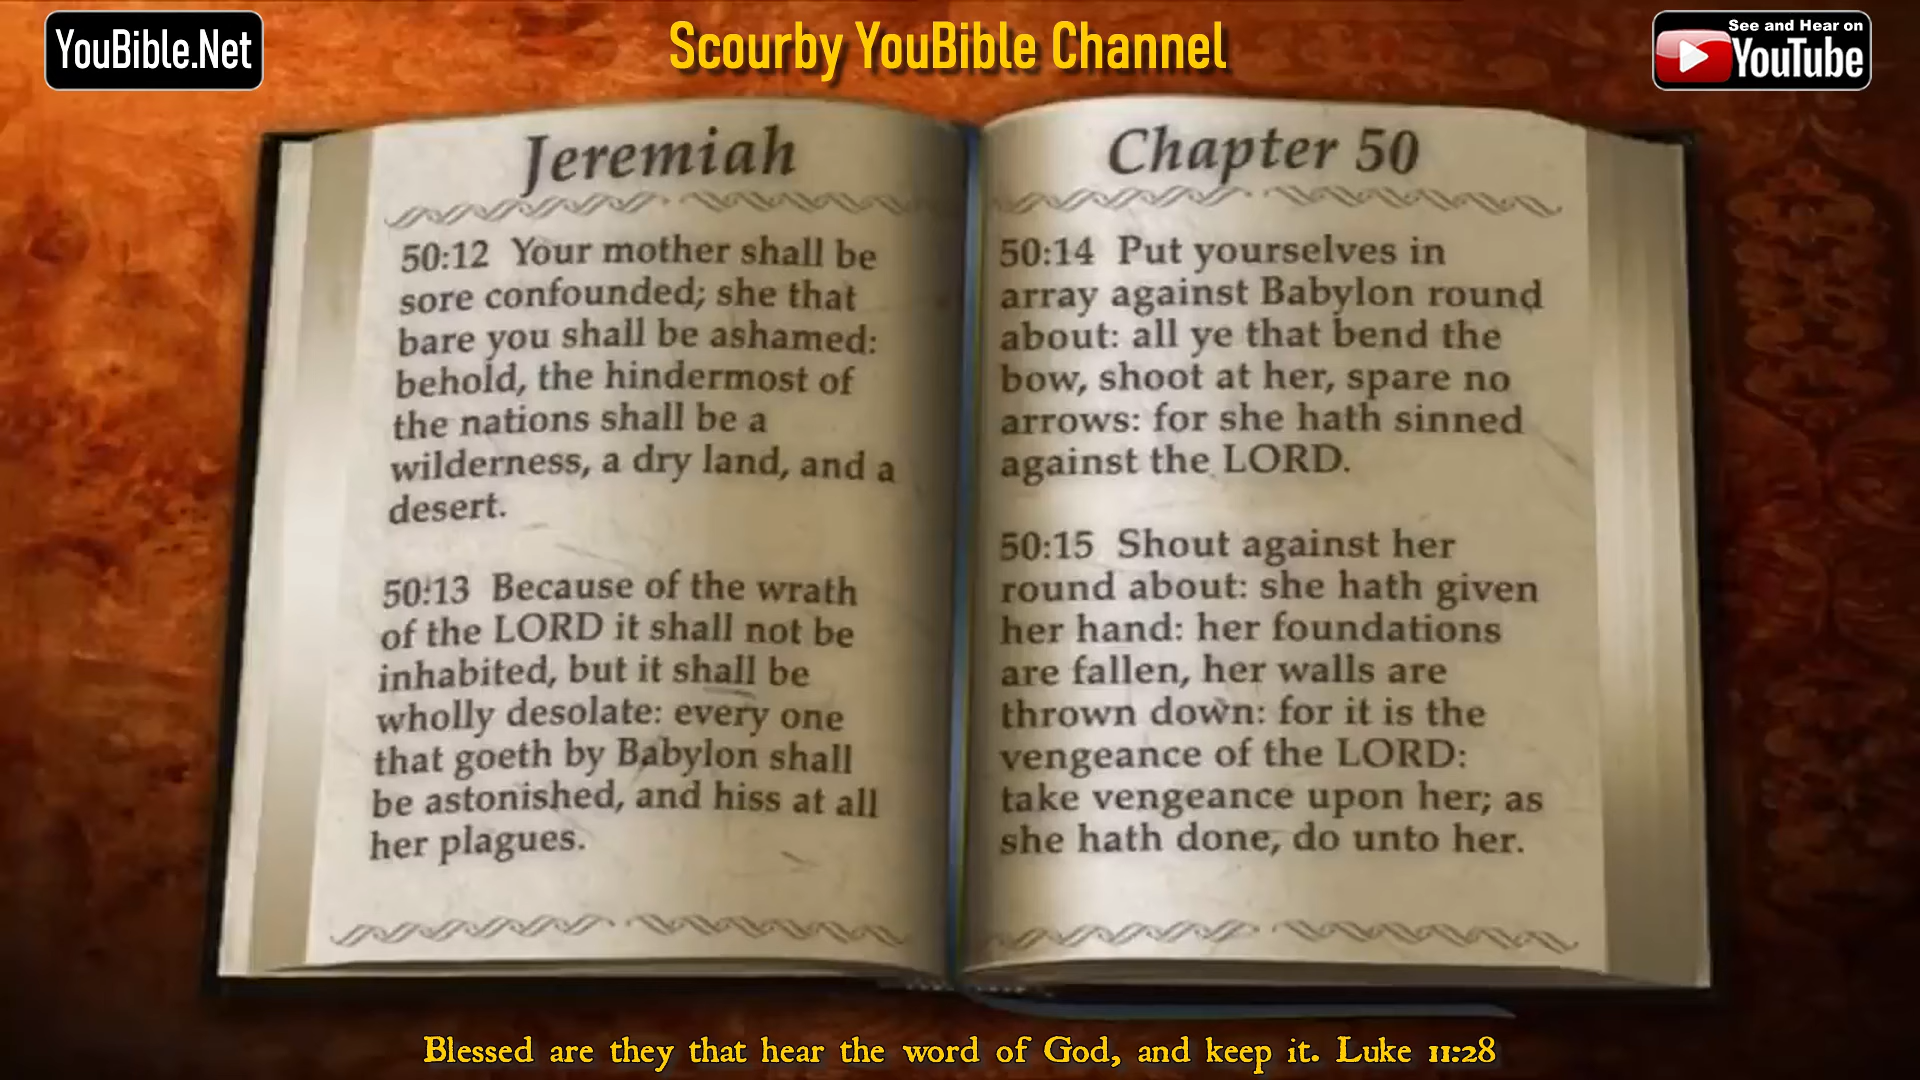 YouBible.Net
Scourby YouBible Channel
See and Hear on
YouTube
Jeremiah
50:12 Your mother shall be
sore confounded; she that
bare you shall be ashamed:
behold, the hindermost of
the nations shall be a
wilderness, a dry land, and a
desert.
50:13 Because of the wrath
of the LORD it shall not be
inhabited, but it shall be
wholly desolate: every one
that goeth by Babylon shall
be astonished, and hiss at all
her plagues.
Chapter 50
50:14 Put yourselves in
array against Babylon round
about: all ye that bend the
bow, shoot at her, spare no
arrows: for she hath sinned
against the LORD.
50:15 Shout against her
round about: she hath given
her hand: her foundations
are fallen, her walls are
thrown down: for it is the
vengeance of the LORD:
take vengeance upon her; as
she hath done, do unto her.
Blessed are they that hear the word of God, and keep it. Luke 11:28